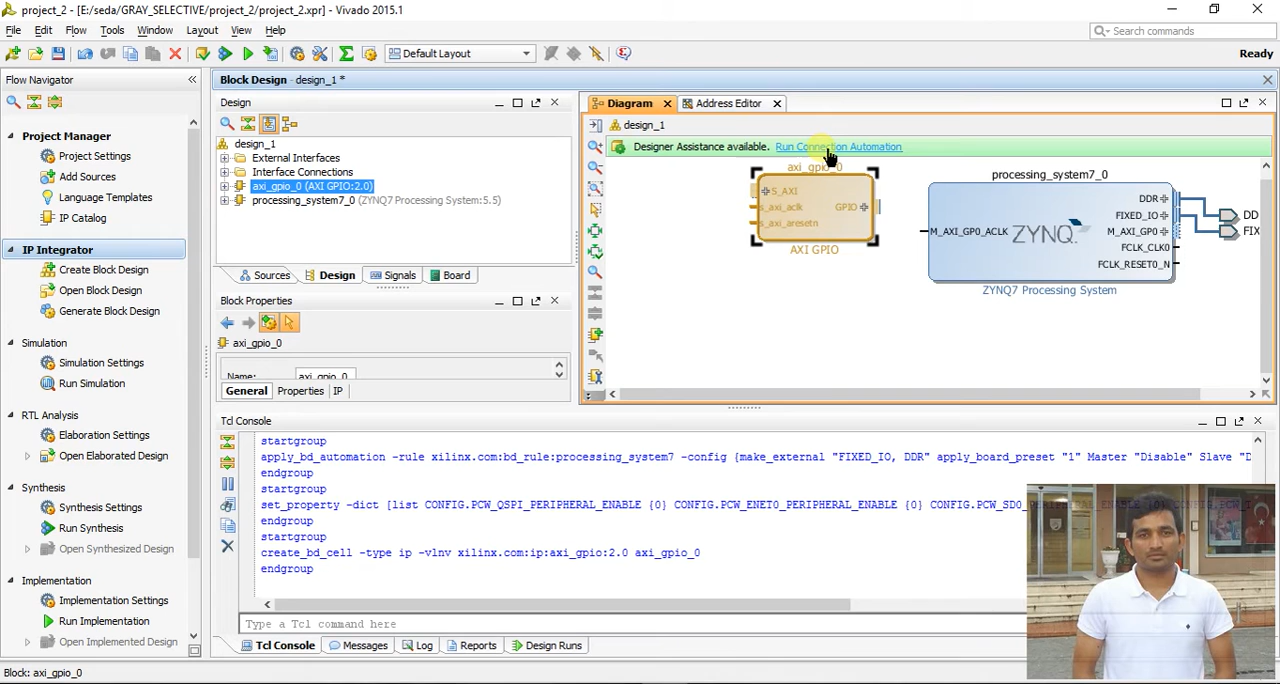 project_2 - [E:/seda/GRAY_SELECTIVE/project_2/project_2.xpr] - Vivado 2015.1
File Edit Flow Tools Window Layout View Help
Search commands
Default Layout
Ready
Flow Navigator
Project Manager
Project Settings
Add Sources
Language Templates
IP Catalog
IP Integrator
Create Block Design
Open Block Design
Generate Block Design
Simulation
Simulation Settings
Run Simulation
RTL Analysis
Elaboration Settings
Open Elaborated Design
Synthesis
Synthesis Settings
Run Synthesis
Open Synthesized Design
Implementation
Implementation Settings
Run Implementation
Open Implemented Design
Block Design - design_1 *
Design
design_1
External Interfaces
Interface Connections
axi_gpio_0 (AXI GPIO:2.0)
processing_system7_0 (ZYNQ7 Processing System:5.5)
Sources Design Signals Board
Block Properties
axi_gpio_0
Name: axi_gpio_0
General Properties IP
Diagram Address Editor
design_1
Designer Assistance available. Run Connection Automation
axi_gpio_0
S_AXI
s_axi_aclk
s_axi_aresetn
GPIO
AXI GPIO
processing_system7_0
M_AXI_GP0_ACLK
ZYNQ
DDR
FIXED_IO
M_AXI_GP0
FCLK_CLK0
FCLK_RESET0_N
ZYNQ7 Processing System
DD
FIX
Tcl Console
startgroup
apply_bd_automation -rule xilinx.com:bd_rule:processing_system7 -config {make_external "FIXED_IO, DDR" apply_board_preset "1" Master "Disable" Slave "D
endgroup
startgroup
set_property -dict [list CONFIG.PCW_QSPI_PERIPHERAL_ENABLE {0} CONFIG.PCW_ENET0_PERIPHERAL_ENABLE {0} CONFIG.PCW_SD0_
endgroup
startgroup
create_bd_cell -type ip -vlnv xilinx.com:ip:axi_gpio:2.0 axi_gpio_0
endgroup
Type a Tcl command here
Tcl Console Messages Log Reports Design Runs
Block: axi_gpio_0